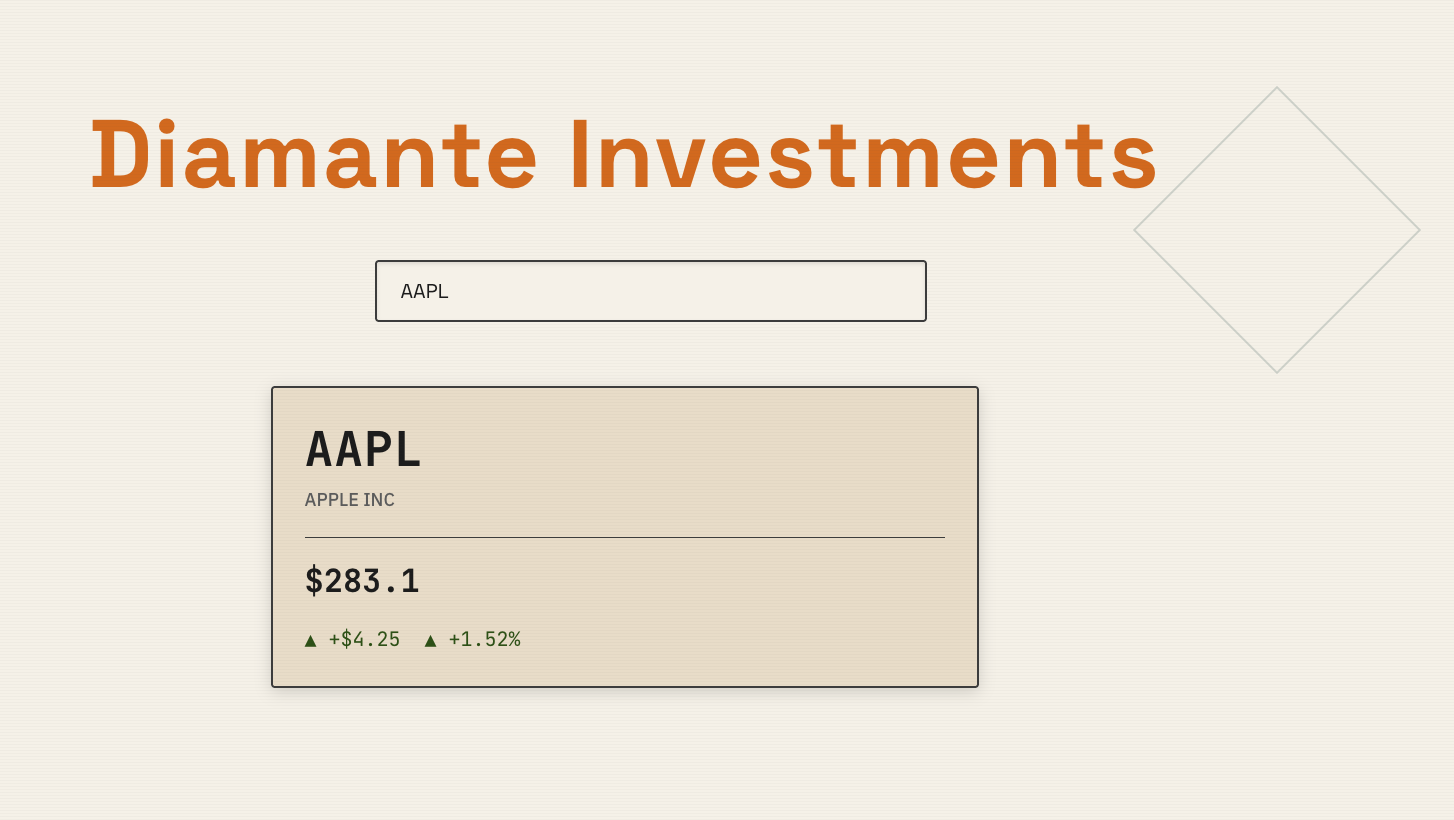 Diamante Investments
AAPL
AAPL
APPLE INC
$283.1
▲ +$4.25 ▲ +1.52%